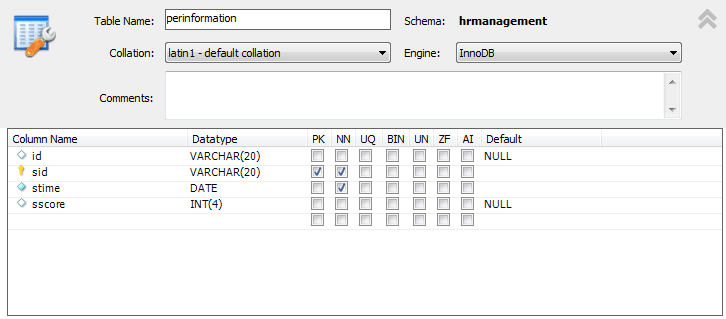 Table Name: perinformation Schema: hrmanagement
Collation: latin1 - default collation Engine: InnoDB
Comments:
Column Name Datatype PK NN UQ BIN UN ZF AI Default
id VARCHAR(20) NULL
sid VARCHAR(20)
stime DATE
sscore INT(4) NULL